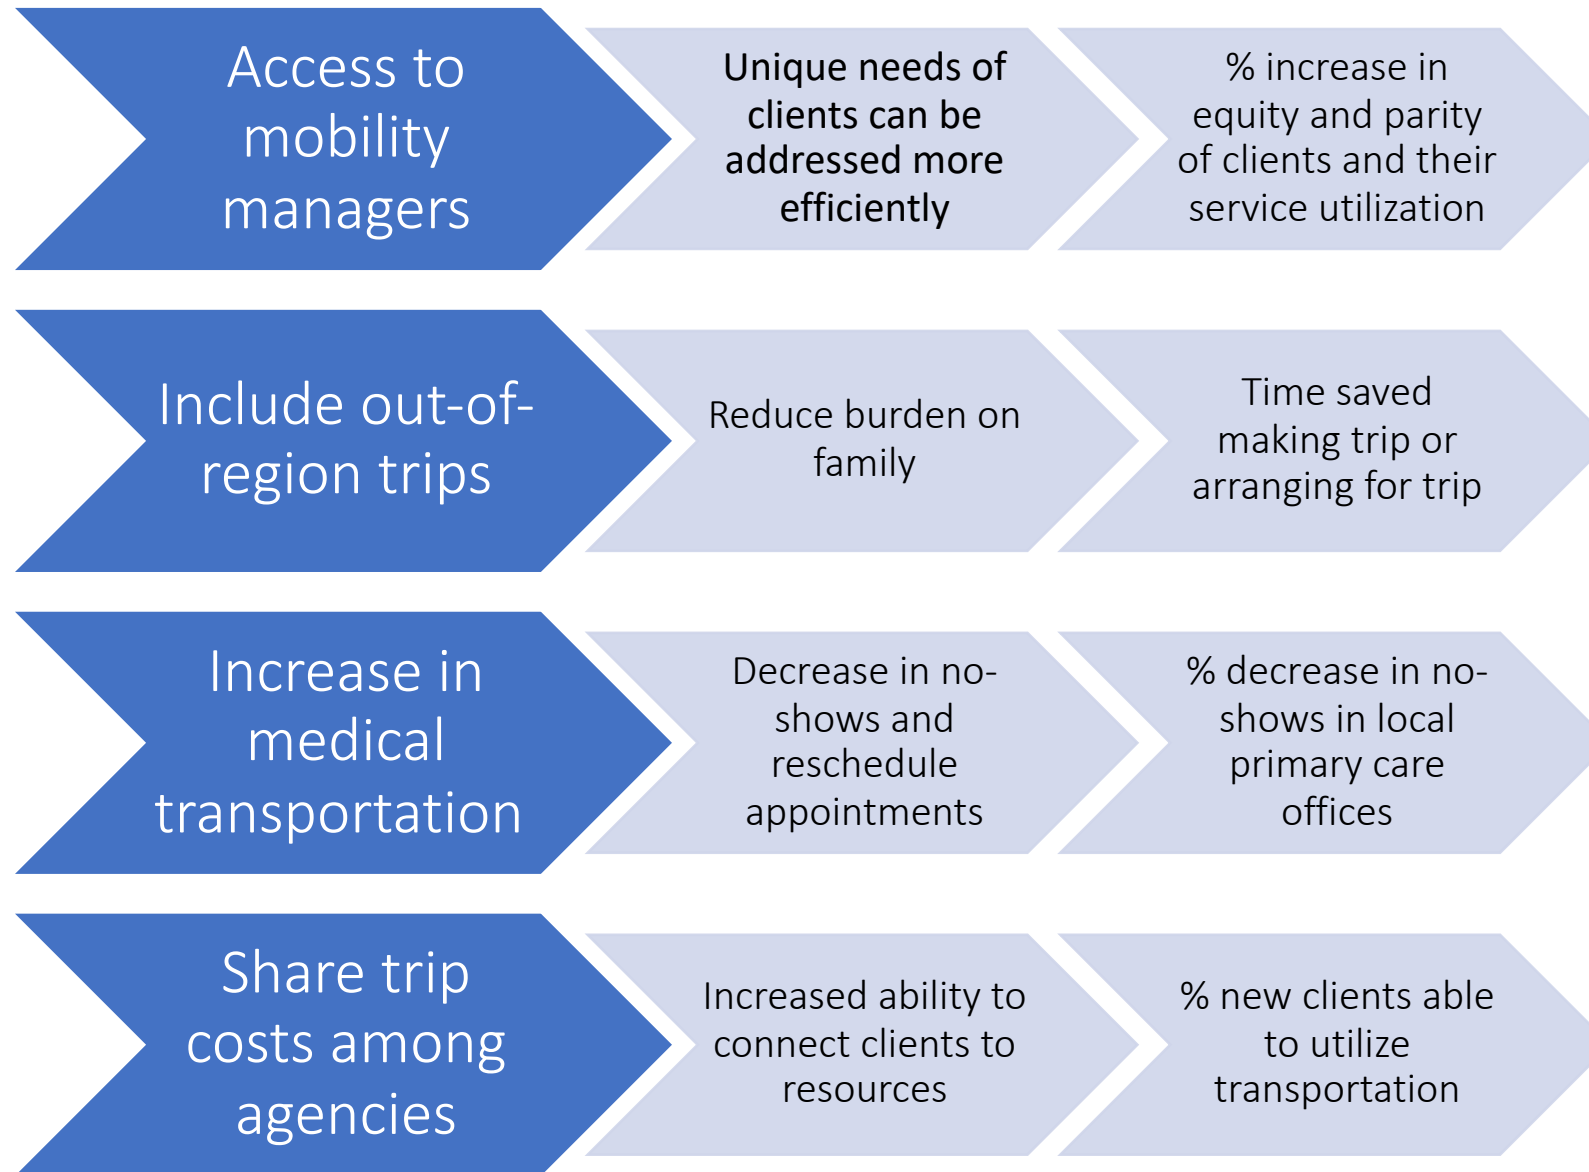 Access to
mobility
managers
Unique needs of
clients can be
addressed more
efficiently
% increase in
equity and parity
of clients and their
service utilization
Include out-of-
region trips
Reduce burden on
family
Time saved
making trip or
arranging for trip
Increase in
medical
transportation
Decrease in no-
shows and
reschedule
appointments
% decrease in no-
shows in local
primary care
offices
Share trip
costs among
agencies
Increased ability to
connect clients to
resources
% new clients able
to utilize
transportation